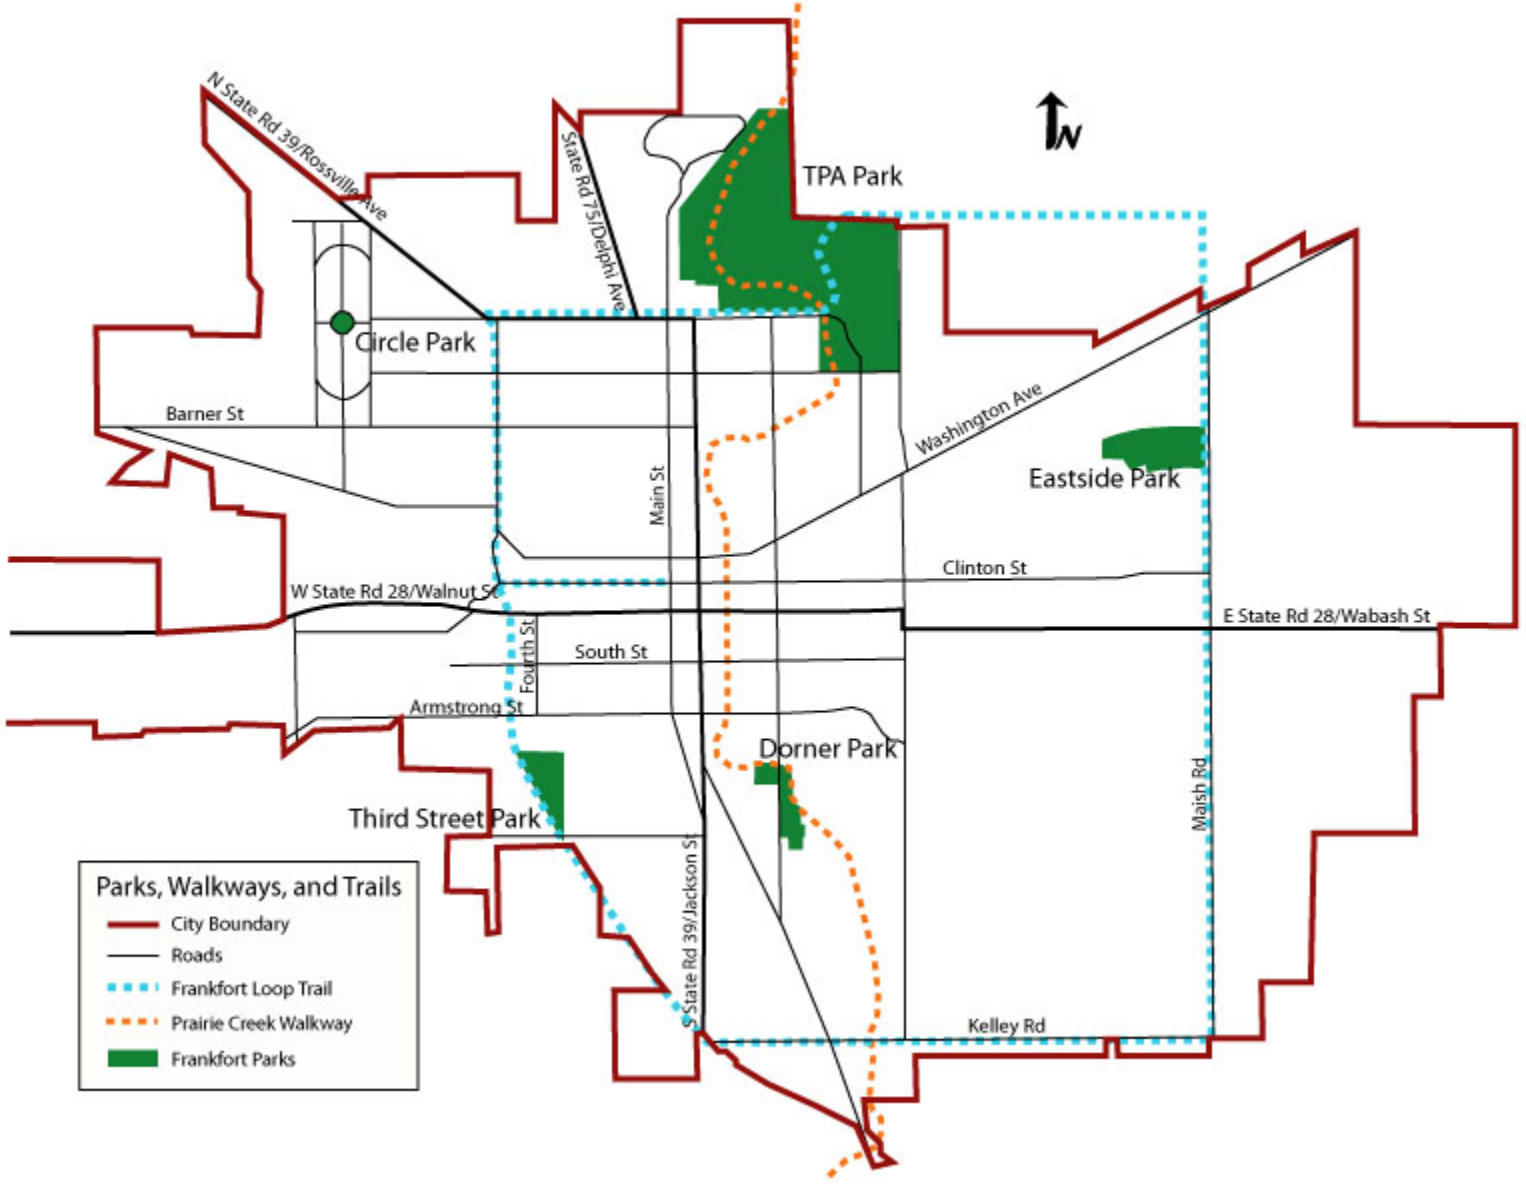 N State Rd 39/Rossville Ave
State Rd 75/Delphi Ave
N
TPA Park
Circle Park
Barner St
Washington Ave
Main St
Eastside Park
Clinton St
W State Rd 28/Walnut St
E State Rd 28/Wabash St
Fourth St
South St
Armstrong St
Dorner Park
Maish Rd
Third Street Park
S State Rd 39/Jackson St
Kelley Rd
Parks, Walkways, and Trails
City Boundary
Roads
Frankfort Loop Trail
Prairie Creek Walkway
Frankfort Parks